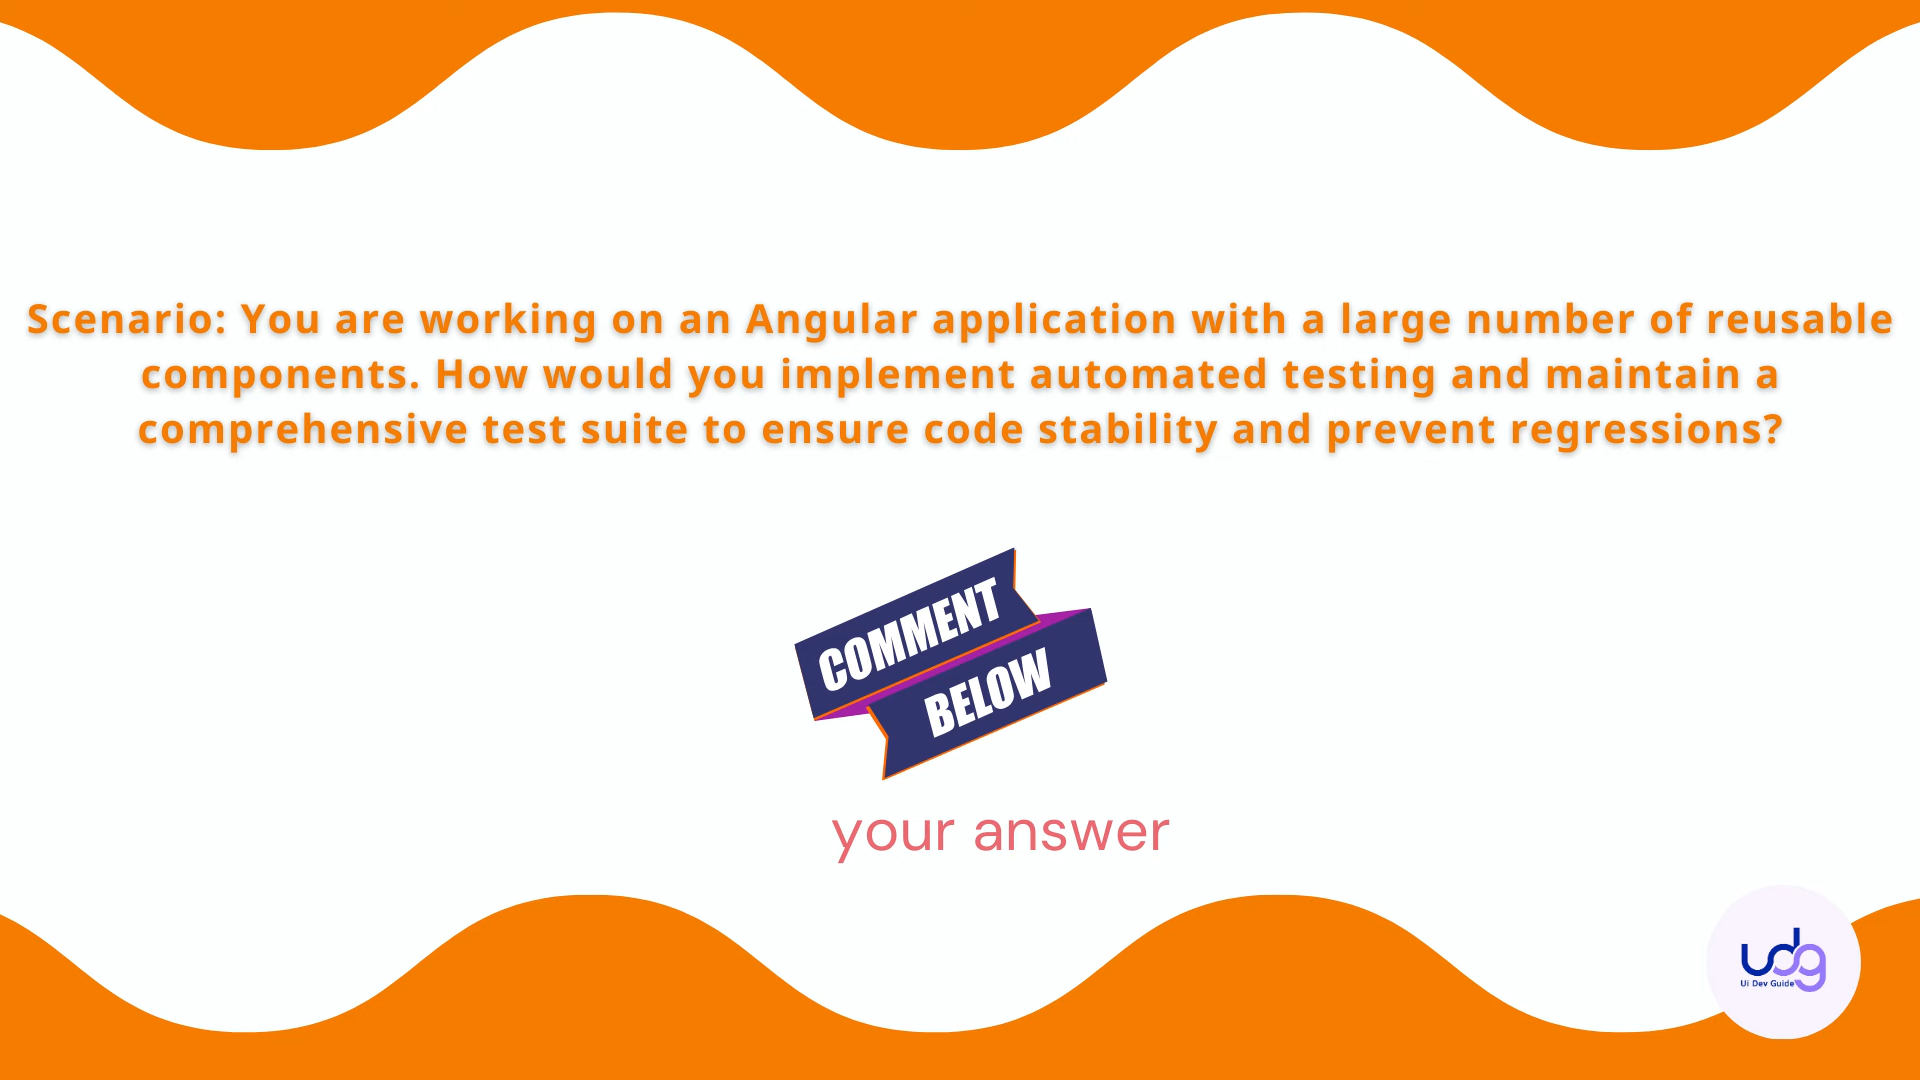 Scenario: You are working on an Angular application with a large number of reusable
components. How would you implement automated testing and maintain a
comprehensive test suite to ensure code stability and prevent regressions?
COMMENT
BELOW
your answer
udg
Ui Dev Guide